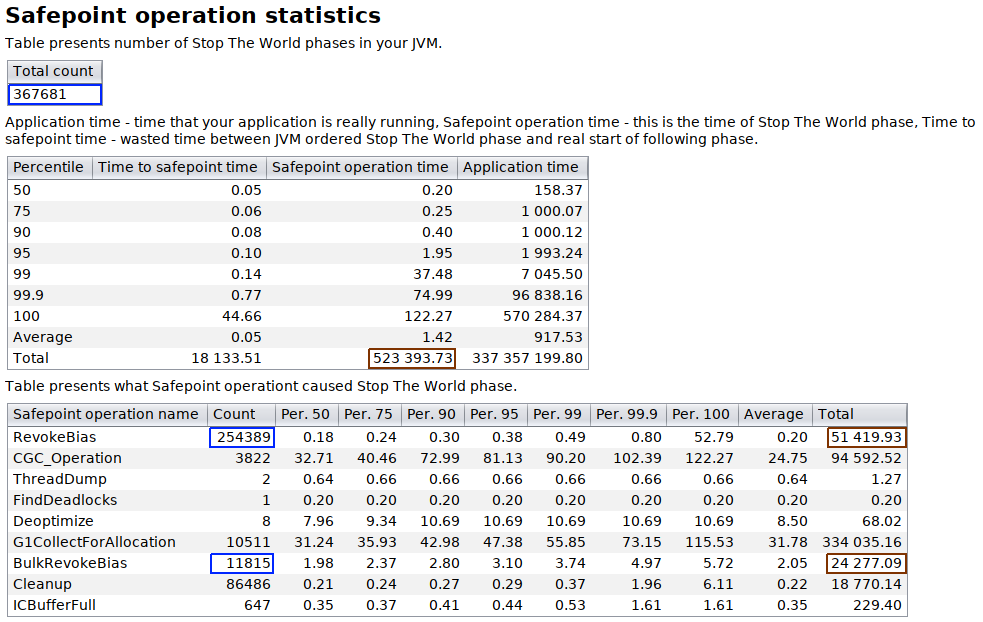 Safepoint operation statistics
Table presents number of Stop The World phases in your JVM.
Total count
367681
Application time - time that your application is really running, Safepoint operation time - this is the time of Stop The World phase, Time to
safepoint time - wasted time between JVM ordered Stop The World phase and real start of following phase.
Percentile Time to safepoint time Safepoint operation time Application time
50 0.05 0.20 158.37
75 0.06 0.25 1 000.07
90 0.08 0.40 1 000.12
95 0.10 1.95 1 993.24
99 0.14 37.48 7 045.50
99.9 0.77 74.99 96 838.16
100 44.66 122.27 570 284.37
Average 0.05 1.42 917.53
Total 18 133.51 523 393.73 337 357 199.80
Table presents what Safepoint operationt caused Stop The World phase.
Safepoint operation name Count Per. 50 Per. 75 Per. 90 Per. 95 Per. 99 Per. 99.9 Per. 100 Average Total
RevokeBias 254389 0.18 0.24 0.30 0.38 0.49 0.80 52.79 0.20 51 419.93
CGC_Operation 3822 32.71 40.46 72.99 81.13 90.20 102.39 122.27 24.75 94 592.52
ThreadDump 2 0.64 0.66 0.66 0.66 0.66 0.66 0.66 0.64 1.27
FindDeadlocks 1 0.20 0.20 0.20 0.20 0.20 0.20 0.20 0.20 0.20
Deoptimize 8 7.96 9.34 10.69 10.69 10.69 10.69 10.69 8.50 68.02
G1CollectForAllocation 10511 31.24 35.93 42.98 47.38 55.85 73.15 115.53 31.78 334 035.16
BulkRevokeBias 11815 1.98 2.37 2.80 3.10 3.74 4.97 5.72 2.05 24 277.09
Cleanup 86486 0.21 0.24 0.27 0.29 0.37 1.96 6.11 0.22 18 770.14
ICBufferFull 647 0.35 0.37 0.41 0.44 0.53 1.61 1.61 0.35 229.40